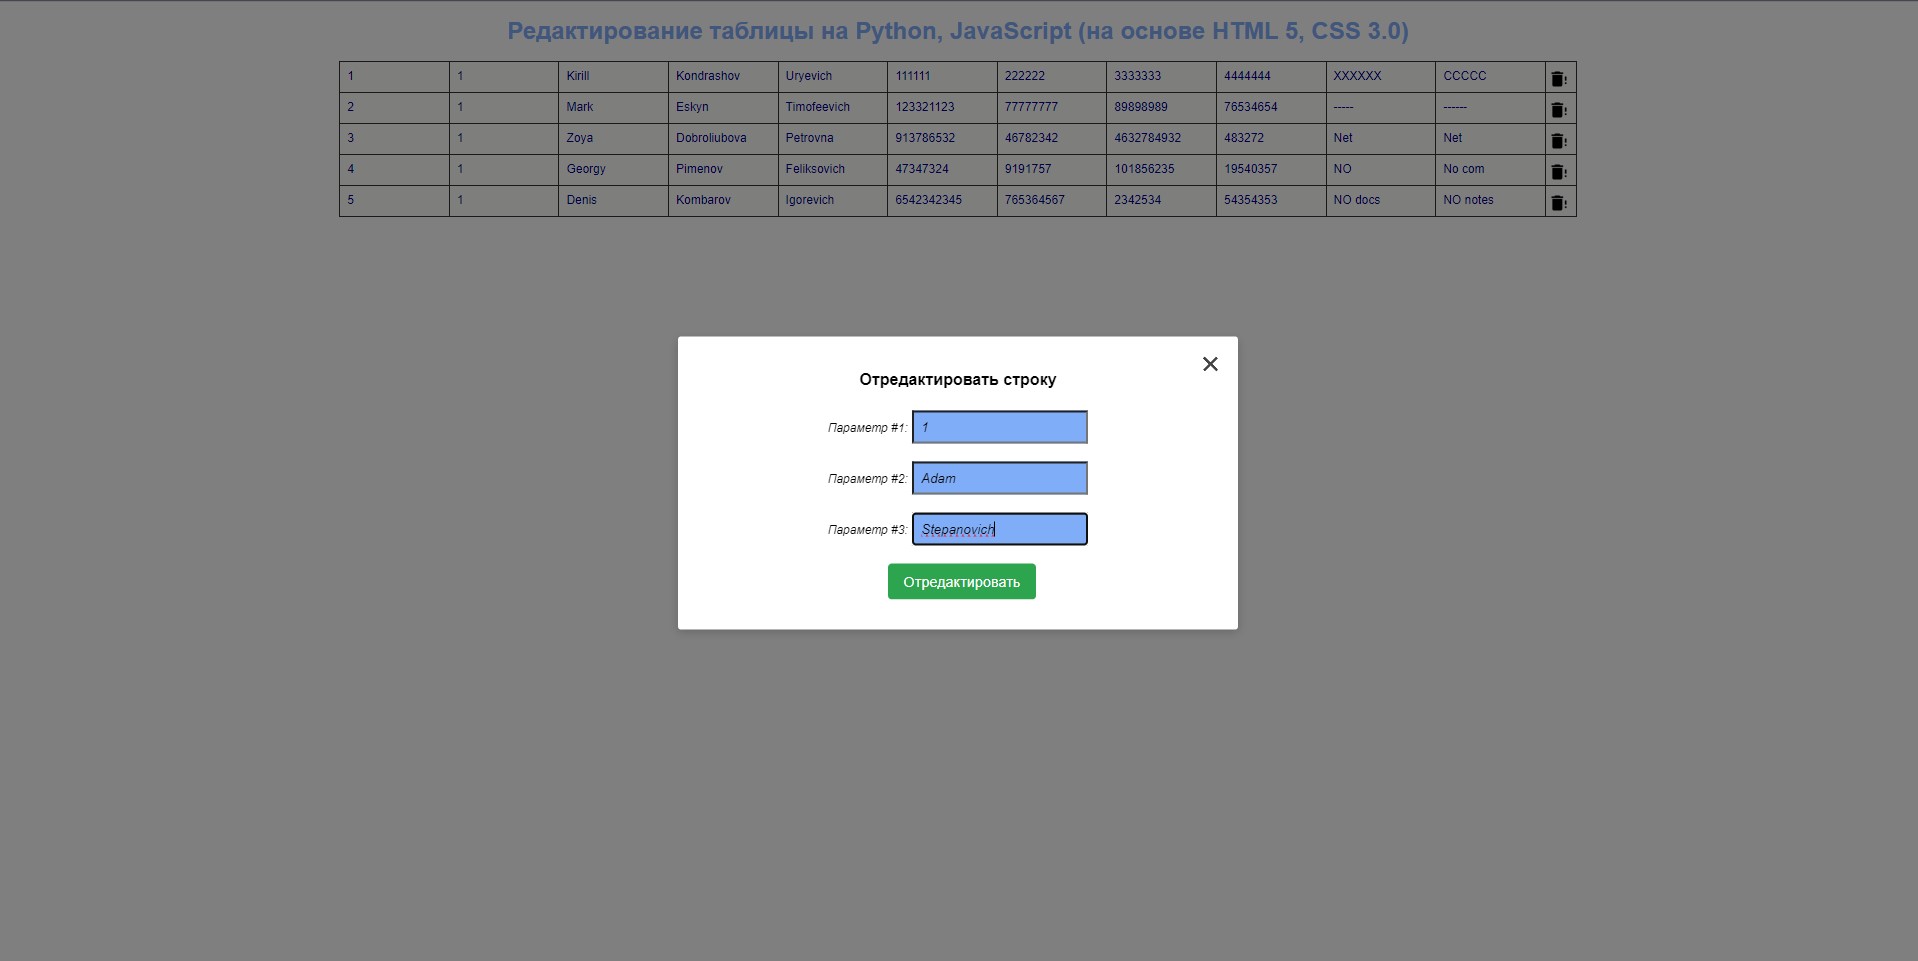 Редактирование таблицы на Python, JavaScript (на основе HTML 5, CSS 3.0)
1 1 Kirill Kondrashov Uryevich 111111 222222 3333333 4444444 XXXXXX CCCCC
2 1 Mark Eskyn Timofeevich 123321123 77777777 89898989 76534654 ----- ------
3 1 Zoya Dobroliubova Petrovna 913786532 46782342 4632784932 483272 Net Net
4 1 Georgy Pimenov Feliksovich 47347324 9191757 101856235 19540357 NO No com
5 1 Denis Kombarov Igorevich 6542342345 765364567 2342534 54354353 NO docs NO notes
Отредактировать строку
Параметр #1: 1
Параметр #2: Adam
Параметр #3: Stepanovich
Отредактировать